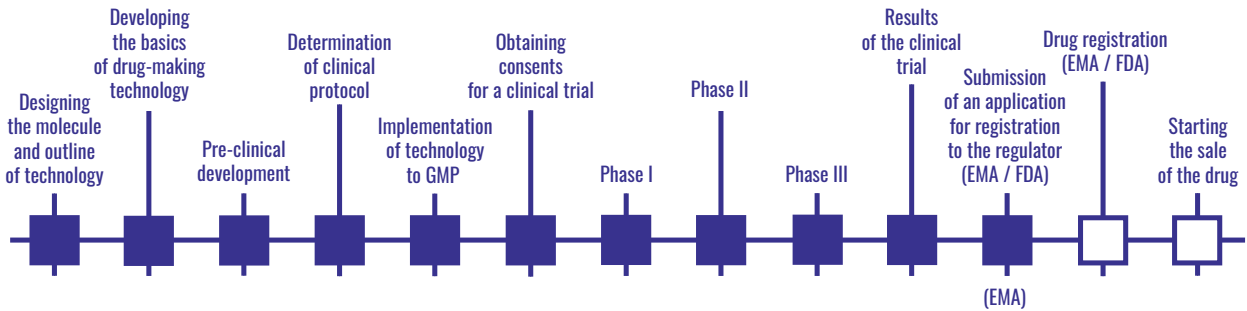 Designing
the molecule
and outline
of technology
Developing
the basics
of drug-making
technology
Pre-clinical
development
Determination
of clinical
protocol
Implementation
of technology
to GMP
Obtaining
consents
for a clinical trial
Phase I
Phase II
Phase III
Results
of the clinical
trial
Submission
of an application
for registration
to the regulator
(EMA / FDA)
(EMA)
Drug registration
(EMA / FDA)
Starting
the sale
of the drug